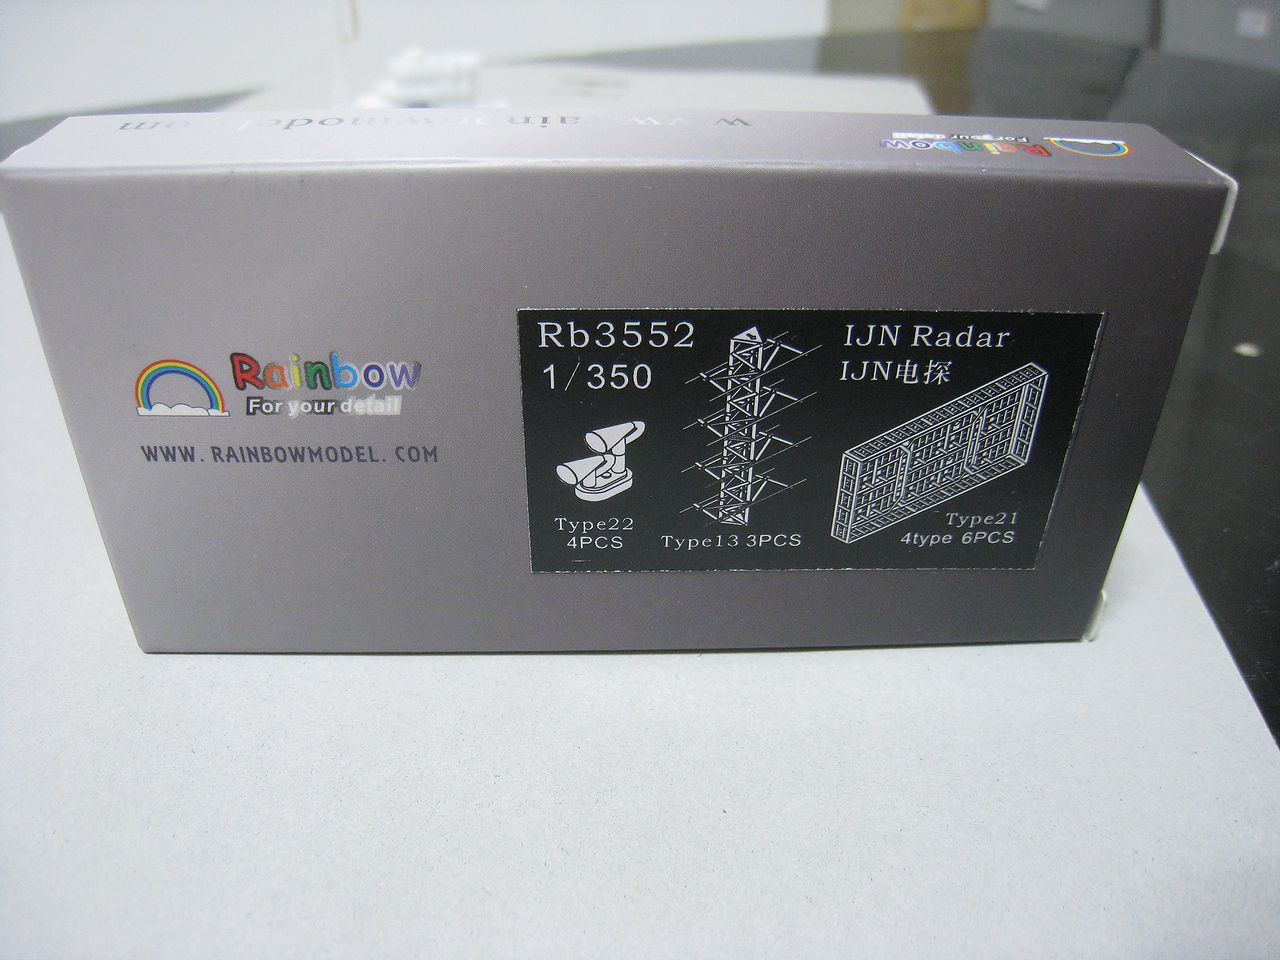 www.rainbowmodel.com
Rainbow
For your detail
Rainbow
For your detail
WWW.RAINBOWMODEL.COM
Rb3552
1/350
IJN Radar
IJN电探
Type22
4PCS
Type13 3PCS
Type21
4type 6PCS